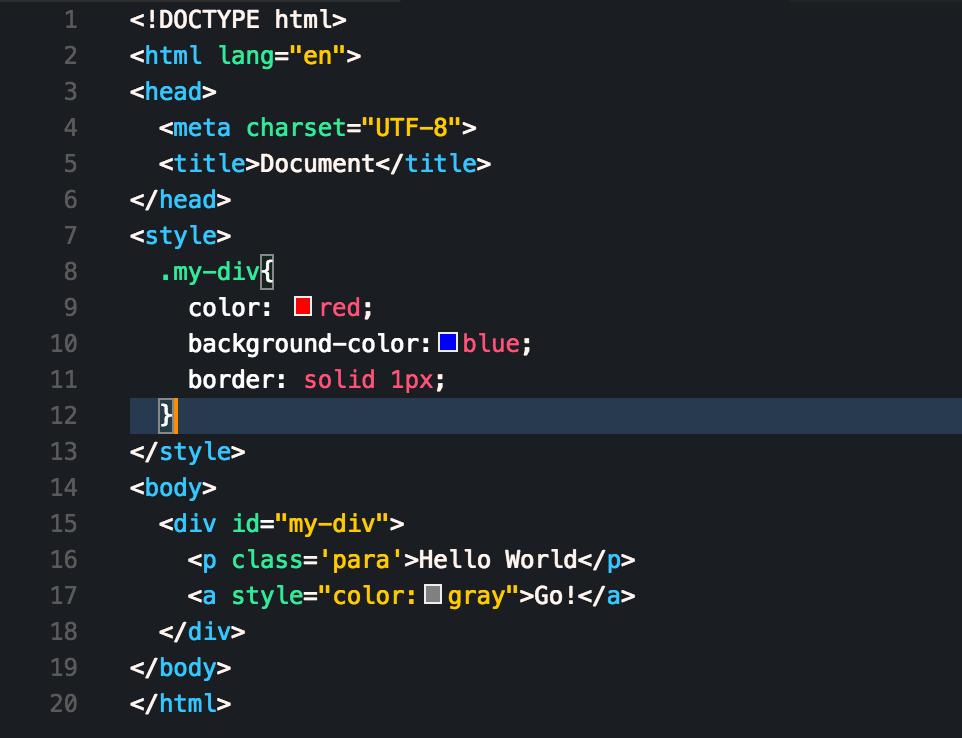 1 <!DOCTYPE html>
2 <html lang="en">
3 <head>
4   <meta charset="UTF-8">
5   <title>Document</title>
6 </head>
7 <style>
8   .my-div{
9     color: red;
10     background-color:blue;
11     border: solid 1px;
12   }
13 </style>
14 <body>
15   <div id="my-div">
16     <p class='para'>Hello World</p>
17     <a style="color:gray">Go!</a>
18   </div>
19 </body>
20 </html>